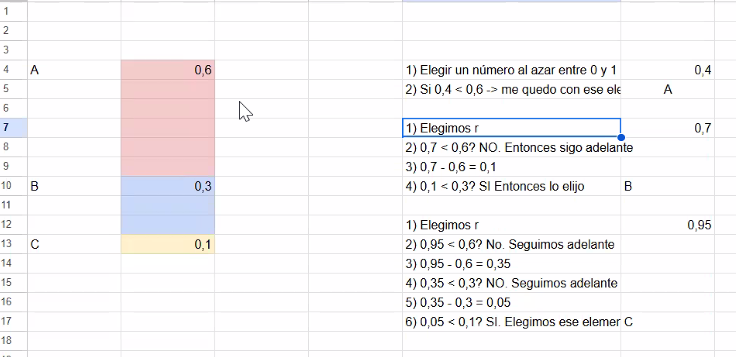 1
2
3
4 A 0,6 1) Elegir un número al azar entre 0 y 1 0,4
5 2) Si 0,4 < 0,6 -> me quedo con ese ele A
6
7 1) Elegimos r 0,7
8 2) 0,7 < 0,6? NO. Entonces sigo adelante
9 3) 0,7 - 0,6 = 0,1
10 B 0,3 4) 0,1 < 0,3? SI Entonces lo elijo B
11
12 1) Elegimos r 0,95
13 C 0,1 2) 0,95 < 0,6? No. Seguimos adelante
14 3) 0,95 - 0,6 = 0,35
15 4) 0,35 < 0,3? NO. Seguimos adelante
16 5) 0,35 - 0,3 = 0,05
17 6) 0,05 < 0,1? SI. Elegimos ese elemer C
18